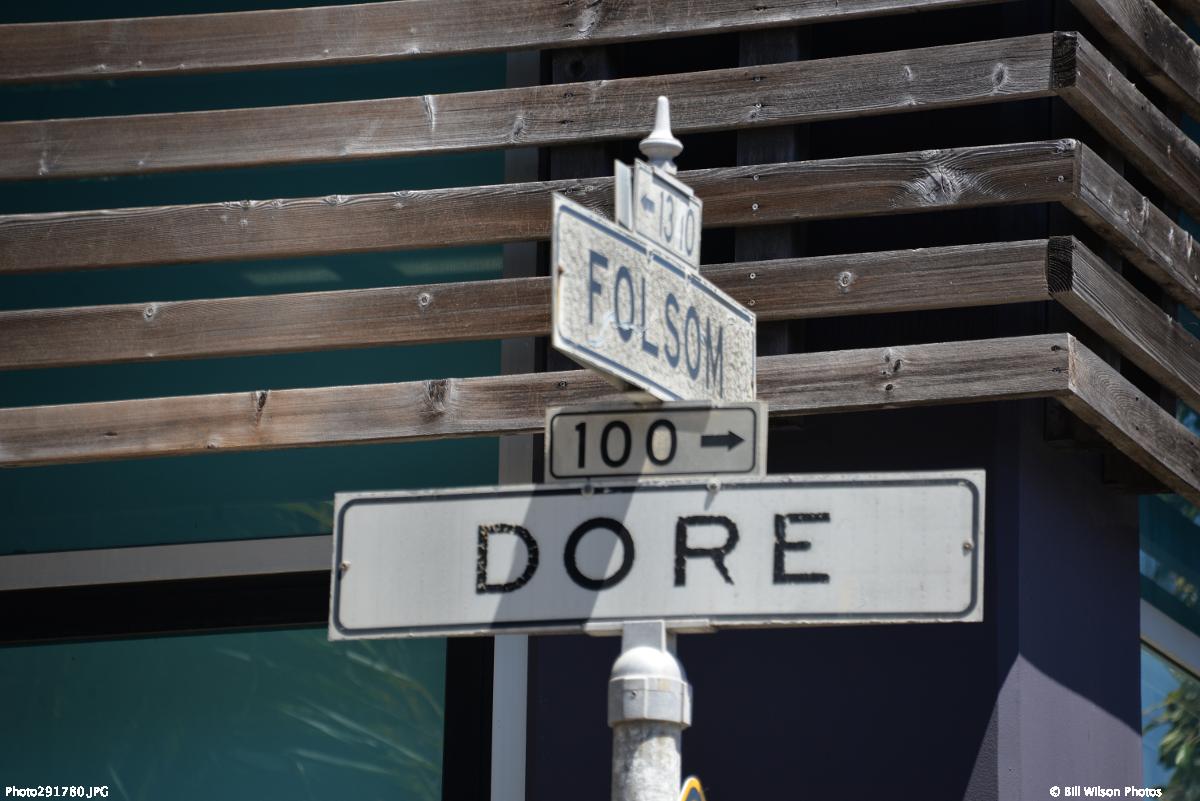 ← 1310
FOLSOM
100 →
DORE
Photo291780.JPG
© Bill Wilson Photos